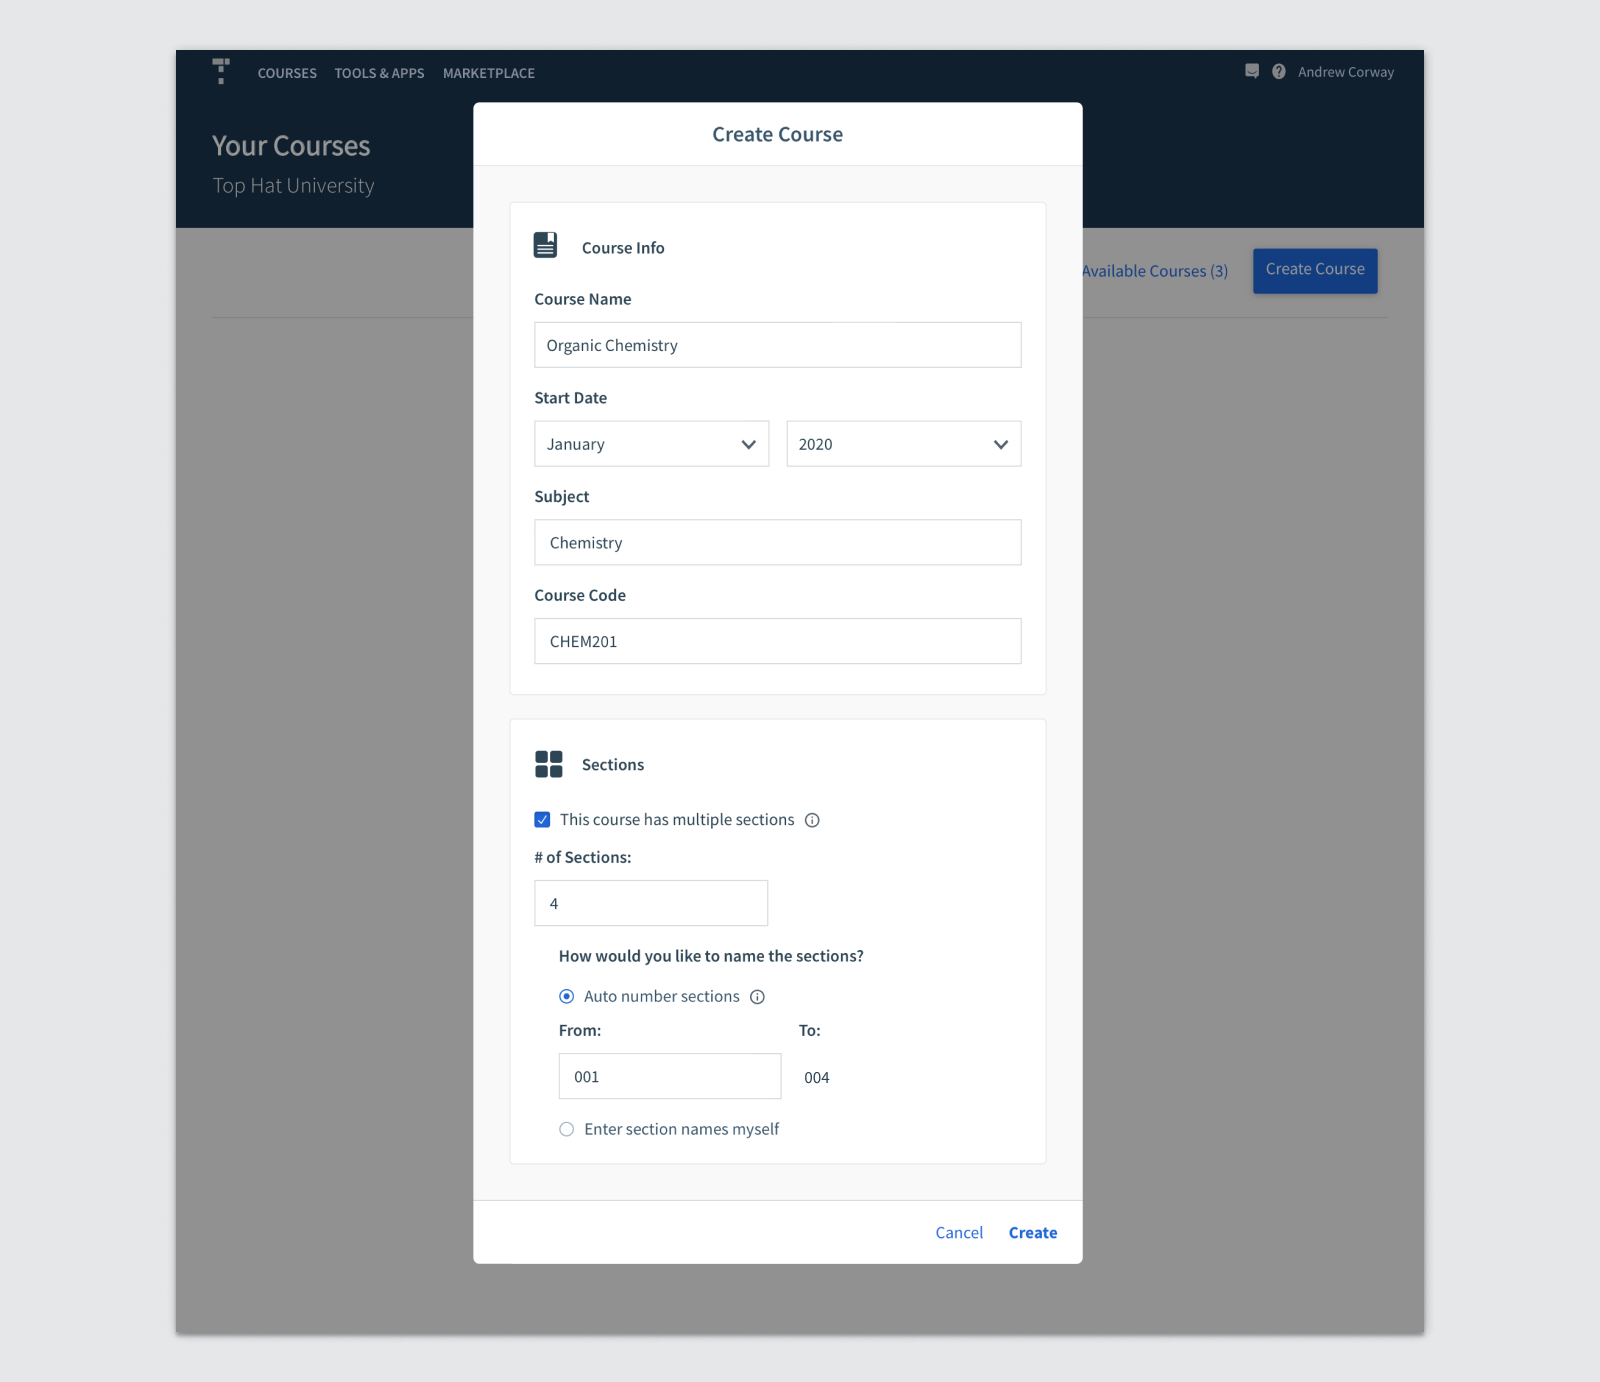 COURSES TOOLS & APPS MARKETPLACE
Andrew Corway
Your Courses
Top Hat University
Available Courses (3)
Create Course
Create Course
Course Info
Course Name
Organic Chemistry
Start Date
January 2020
Subject
Chemistry
Course Code
CHEM201
Sections
This course has multiple sections
# of Sections:
4
How would you like to name the sections?
Auto number sections
From: To:
001 004
Enter section names myself
Cancel Create